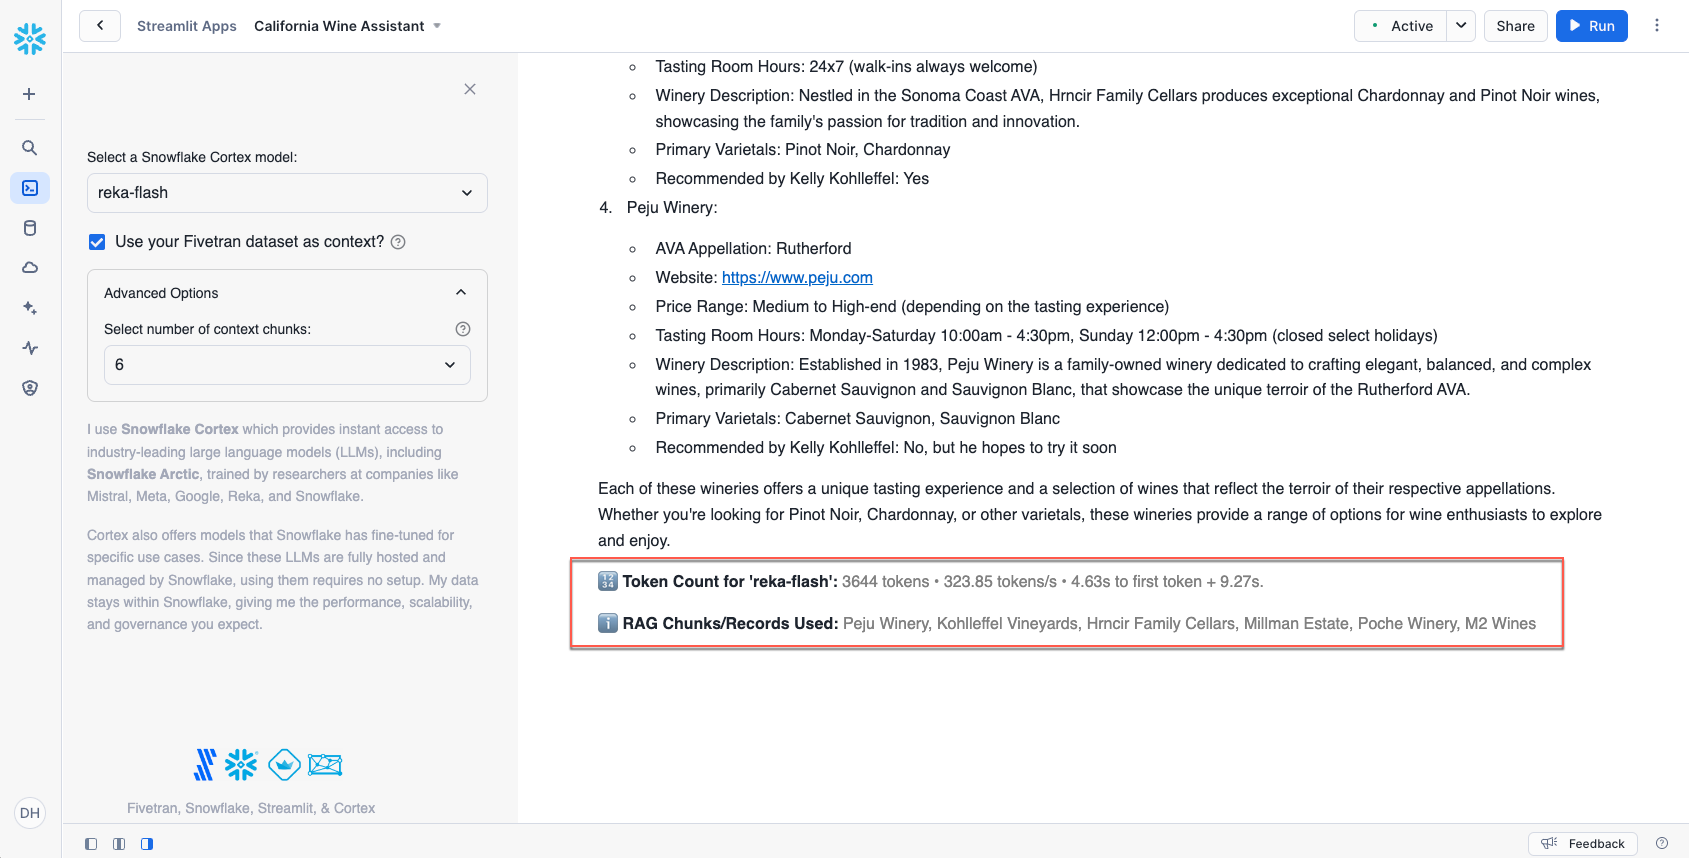 Streamlit Apps California Wine Assistant
Active
Share
Run
Select a Snowflake Cortex model:
reka-flash
Use your Fivetran dataset as context?
Advanced Options
Select number of context chunks:
6
I use Snowflake Cortex which provides instant access to
industry-leading large language models (LLMs), including
Snowflake Arctic, trained by researchers at companies like
Mistral, Meta, Google, Reka, and Snowflake.
Cortex also offers models that Snowflake has fine-tuned for
specific use cases. Since these LLMs are fully hosted and
managed by Snowflake, using them requires no setup. My data
stays within Snowflake, giving me the performance, scalability,
and governance you expect.
Fivetran, Snowflake, Streamlit, & Cortex
DH
Tasting Room Hours: 24x7 (walk-ins always welcome)
Winery Description: Nestled in the Sonoma Coast AVA, Hrncir Family Cellars produces exceptional Chardonnay and Pinot Noir wines,
showcasing the family's passion for tradition and innovation.
Primary Varietals: Pinot Noir, Chardonnay
Recommended by Kelly Kohlleffel: Yes
4. Peju Winery:
AVA Appellation: Rutherford
Website: https://www.peju.com
Price Range: Medium to High-end (depending on the tasting experience)
Tasting Room Hours: Monday-Saturday 10:00am - 4:30pm, Sunday 12:00pm - 4:30pm (closed select holidays)
Winery Description: Established in 1983, Peju Winery is a family-owned winery dedicated to crafting elegant, balanced, and complex
wines, primarily Cabernet Sauvignon and Sauvignon Blanc, that showcase the unique terroir of the Rutherford AVA.
Primary Varietals: Cabernet Sauvignon, Sauvignon Blanc
Recommended by Kelly Kohlleffel: No, but he hopes to try it soon
Each of these wineries offers a unique tasting experience and a selection of wines that reflect the terroir of their respective appellations.
Whether you're looking for Pinot Noir, Chardonnay, or other varietals, these wineries provide a range of options for wine enthusiasts to explore
and enjoy.
🔢 Token Count for 'reka-flash': 3644 tokens • 323.85 tokens/s • 4.63s to first token + 9.27s.
ℹ️ RAG Chunks/Records Used: Peju Winery, Kohlleffel Vineyards, Hrncir Family Cellars, Millman Estate, Poche Winery, M2 Wines
Feedback